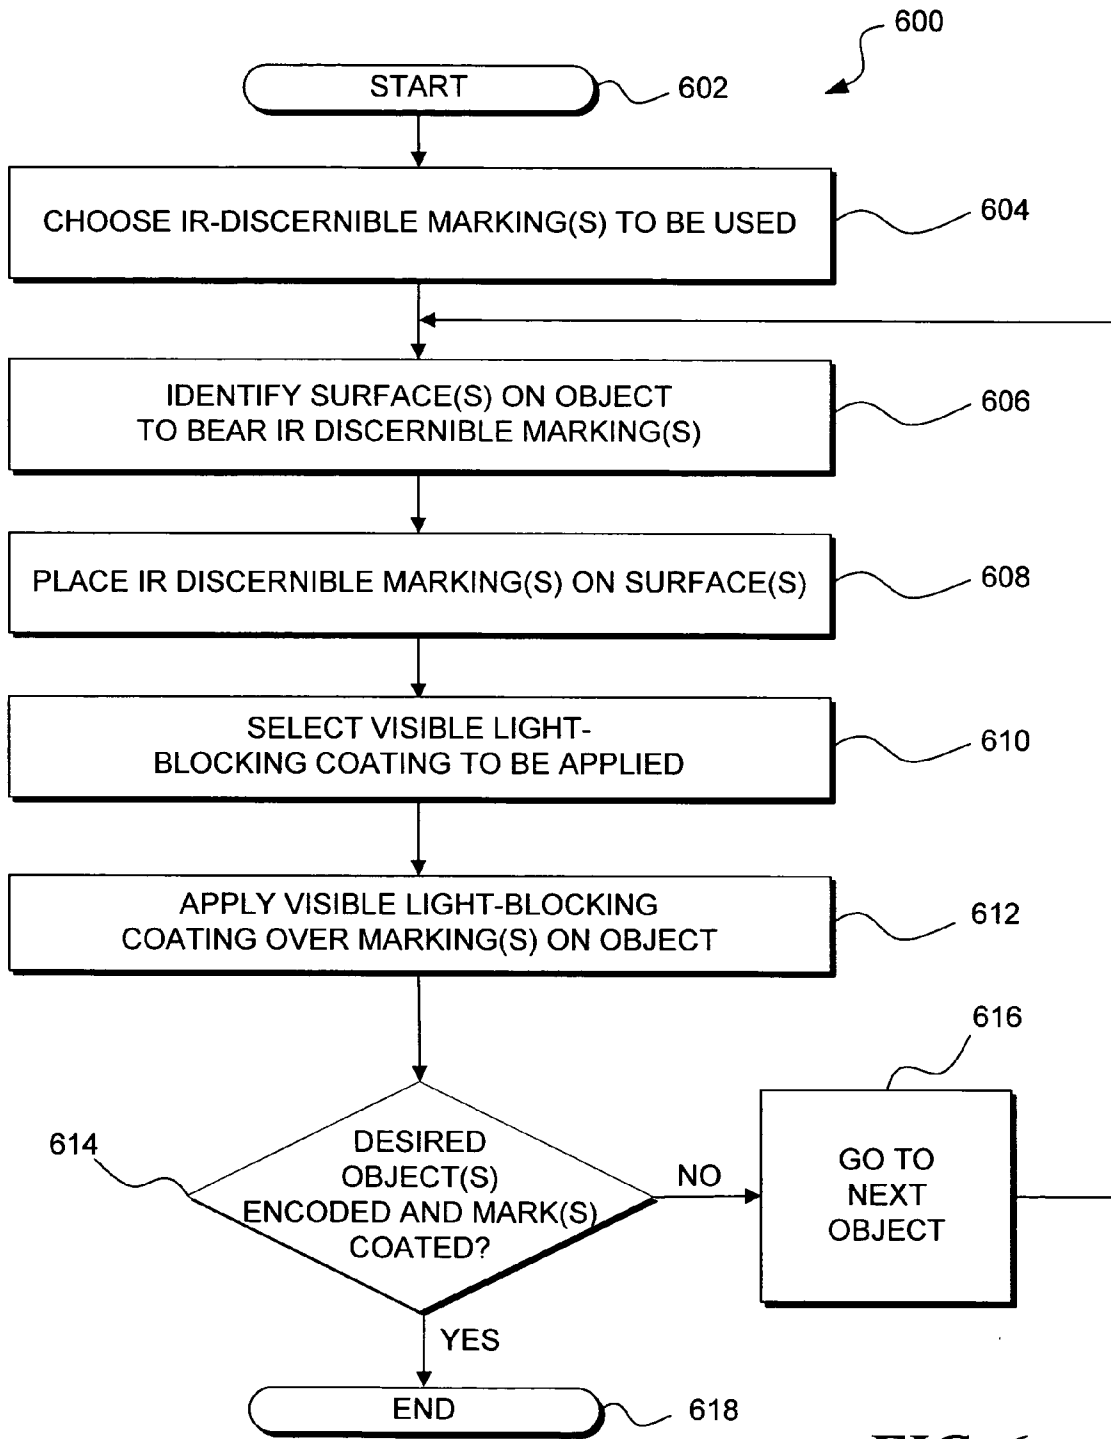 600
START
602
CHOOSE IR-DISCERNIBLE MARKING(S) TO BE USED
604
IDENTIFY SURFACE(S) ON OBJECT
TO BEAR IR DISCERNIBLE MARKING(S)
606
PLACE IR DISCERNIBLE MARKING(S) ON SURFACE(S)
608
SELECT VISIBLE LIGHT-
BLOCKING COATING TO BE APPLIED
610
APPLY VISIBLE LIGHT-BLOCKING
COATING OVER MARKING(S) ON OBJECT
612
614
DESIRED
OBJECT(S)
ENCODED AND MARK(S)
COATED?
NO
616
GO TO
NEXT
OBJECT
YES
END
618